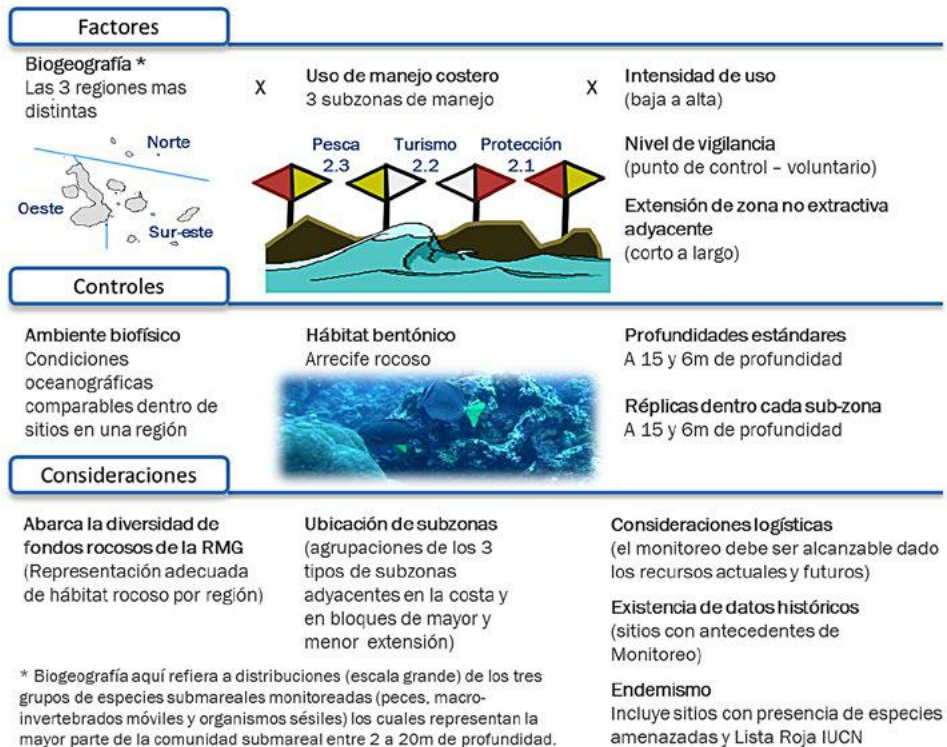 Factores
Biogeografía *
Las 3 regiones mas
distintas
Norte
Oeste
Sur-este
X
Uso de manejo costero
3 subzonas de manejo
Pesca
2.3
Turismo
2.2
Protección
2.1
X
Intensidad de uso
(baja a alta)
Nivel de vigilancia
(punto de control – voluntario)
Extensión de zona no extractiva
adyacente
(corto a largo)
Controles
Ambiente biofísico
Condiciones
oceanográficas
comparables dentro de
sitios en una región
Hábitat bentónico
Arrecife rocoso
Profundidades estándares
A 15 y 6m de profundidad
Réplicas dentro cada sub-zona
A 15 y 6m de profundidad
Consideraciones
Abarca la diversidad de
fondos rocosos de la RMG
(Representación adecuada
de hábitat rocoso por región)
Ubicación de subzonas
(agrupaciones de los 3
tipos de subzonas
adyacentes en la costa y
en bloques de mayor y
menor extensión)
Consideraciones logísticas
(el monitoreo debe ser alcanzable dado
los recursos actuales y futuros)
Existencia de datos históricos
(sitios con antecedentes de
Monitoreo)
Endemismo
Incluye sitios con presencia de especies
amenazadas y Lista Roja IUCN
* Biogeografía aquí refiera a distribuciones (escala grande) de los tres
grupos de especies submareales monitoreadas (peces, macro-
invertebrados móviles y organismos sésiles) los cuales representan la
mayor parte de la comunidad submareal entre 2 a 20m de profundidad.